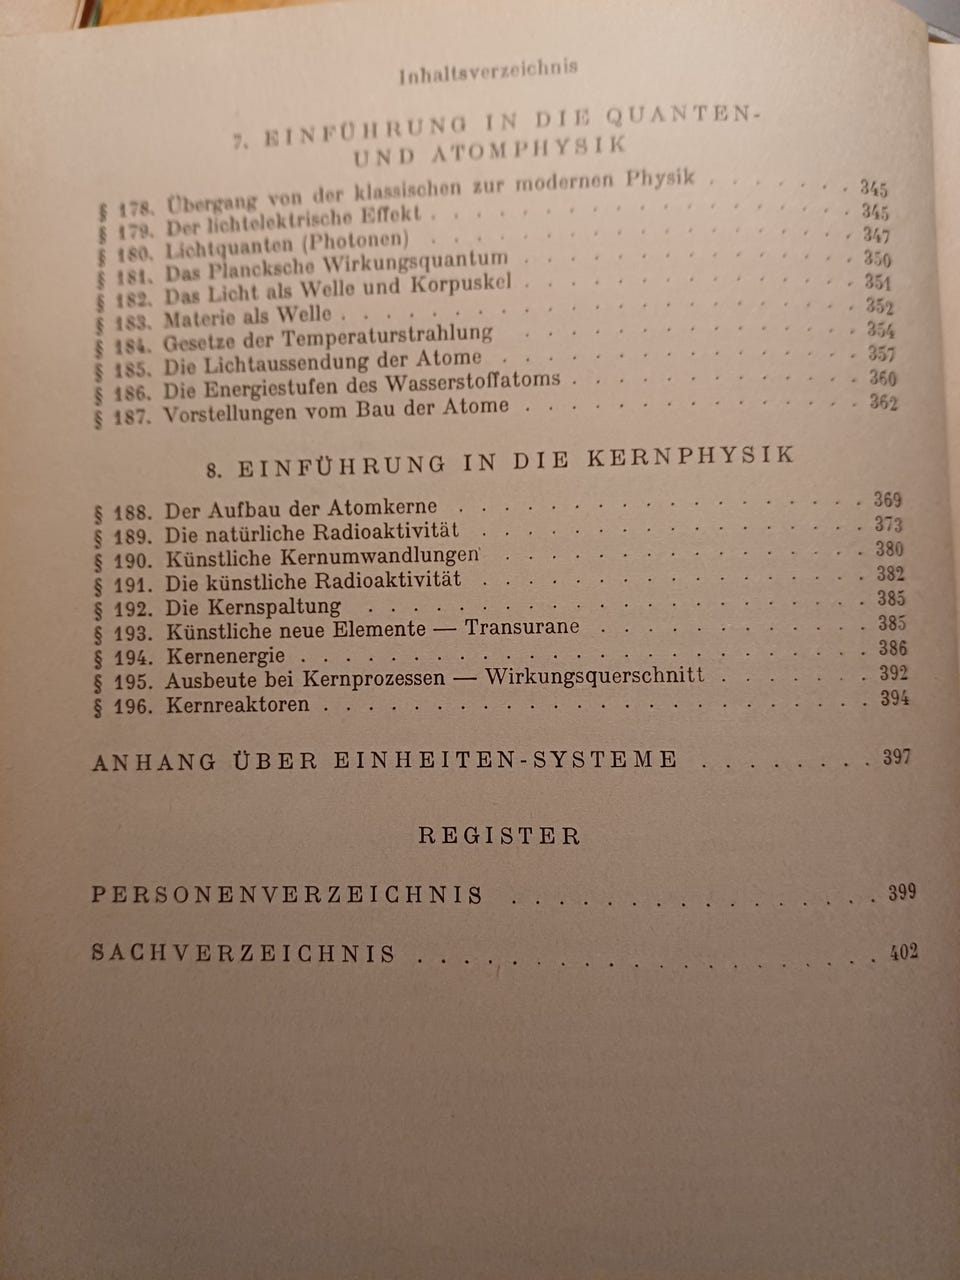 Inhaltsverzeichnis
7. EINFÜHRUNG IN DIE QUANTEN-
UND ATOMPHYSIK
§ 178. Übergang von der klassischen zur modernen Physik . . . . . . . 345
§ 179. Der lichtelektrische Effekt . . . . . . . . . . . . . . . . . . 345
§ 180. Lichtquanten (Photonen) . . . . . . . . . . . . . . . . . . 347
§ 181. Das Plancksche Wirkungsquantum . . . . . . . . . . . . . . 350
§ 182. Das Licht als Welle und Korpuskel . . . . . . . . . . . . . . 351
§ 183. Materie als Welle . . . . . . . . . . . . . . . . . . . . . . 352
§ 184. Gesetze der Temperaturstrahlung . . . . . . . . . . . . . . 354
§ 185. Die Lichtaussendung der Atome . . . . . . . . . . . . . . . 357
§ 186. Die Energiestufen des Wasserstoffatoms . . . . . . . . . . . . 360
§ 187. Vorstellungen vom Bau der Atome . . . . . . . . . . . . . . 362
8. EINFÜHRUNG IN DIE KERNPHYSIK
§ 188. Der Aufbau der Atomkerne . . . . . . . . . . . . . . . . . 369
§ 189. Die natürliche Radioaktivität . . . . . . . . . . . . . . . . 373
§ 190. Künstliche Kernumwandlungen . . . . . . . . . . . . . . . 380
§ 191. Die künstliche Radioaktivität . . . . . . . . . . . . . . . . 382
§ 192. Die Kernspaltung . . . . . . . . . . . . . . . . . . . . . 385
§ 193. Künstliche neue Elemente — Transurane . . . . . . . . . . . 385
§ 194. Kernenergie . . . . . . . . . . . . . . . . . . . . . . . . 386
§ 195. Ausbeute bei Kernprozessen — Wirkungsquerschnitt . . . . . . 392
§ 196. Kernreaktoren . . . . . . . . . . . . . . . . . . . . . . . 394
ANHANG ÜBER EINHEITEN-SYSTEME . . . . . . . . 397
REGISTER
PERSONENVERZEICHNIS . . . . . . . . . . . . . . . . 399
SACHVERZEICHNIS . . . . . . . . . . . . . . . . . . . . 402